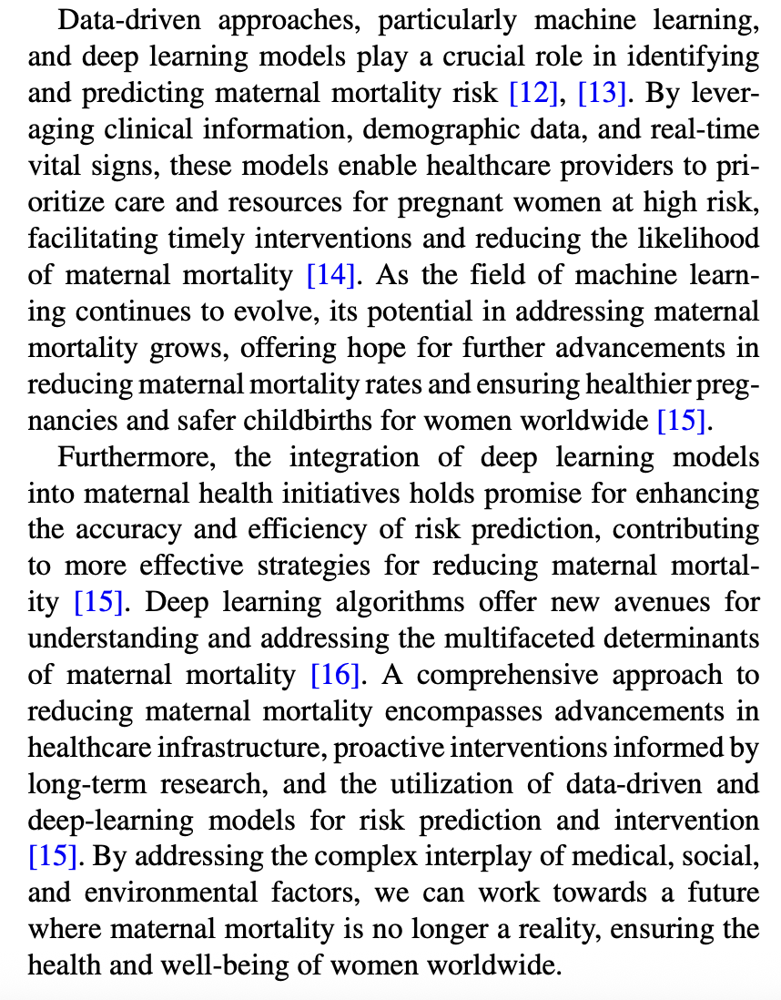 Data-driven approaches, particularly machine learning,
and deep learning models play a crucial role in identifying
and predicting maternal mortality risk [12], [13]. By lever-
aging clinical information, demographic data, and real-time
vital signs, these models enable healthcare providers to pri-
oritize care and resources for pregnant women at high risk,
facilitating timely interventions and reducing the likelihood
of maternal mortality [14]. As the field of machine learn-
ing continues to evolve, its potential in addressing maternal
mortality grows, offering hope for further advancements in
reducing maternal mortality rates and ensuring healthier preg-
nancies and safer childbirths for women worldwide [15].
Furthermore, the integration of deep learning models
into maternal health initiatives holds promise for enhancing
the accuracy and efficiency of risk prediction, contributing
to more effective strategies for reducing maternal mortal-
ity [15]. Deep learning algorithms offer new avenues for
understanding and addressing the multifaceted determinants
of maternal mortality [16]. A comprehensive approach to
reducing maternal mortality encompasses advancements in
healthcare infrastructure, proactive interventions informed by
long-term research, and the utilization of data-driven and
deep-learning models for risk prediction and intervention
[15]. By addressing the complex interplay of medical, social,
and environmental factors, we can work towards a future
where maternal mortality is no longer a reality, ensuring the
health and well-being of women worldwide.